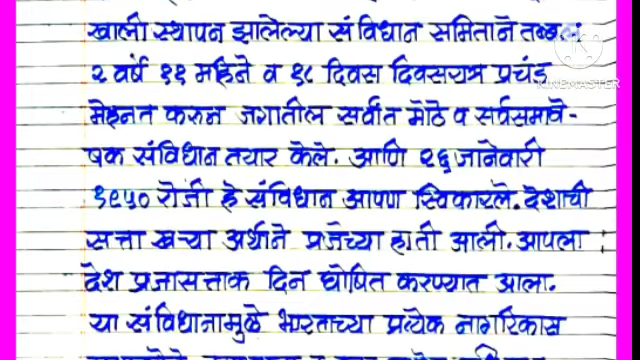 खाली स्थापन झालेल्या संविधान समिताने तब्बल
२ वर्ष ११ महिने व १८ दिवस दिवसरात्र प्रचंड
मेहनत करुन जगातील सर्वात मोठे व सर्वसमावे-
षक संविधान तयार केले. आणि २६ जानेवारी
१९५० रोजी हे संविधान आपण स्विकारले. देशाची
सत्ता खऱ्या अर्थाने प्रजेच्या हाती आली. आपला
देश प्रजासत्ताक दिन घोषित करण्यात आला.
या संविधानामुळे भारताच्या प्रत्येक नागरिकास
KINEMASTER